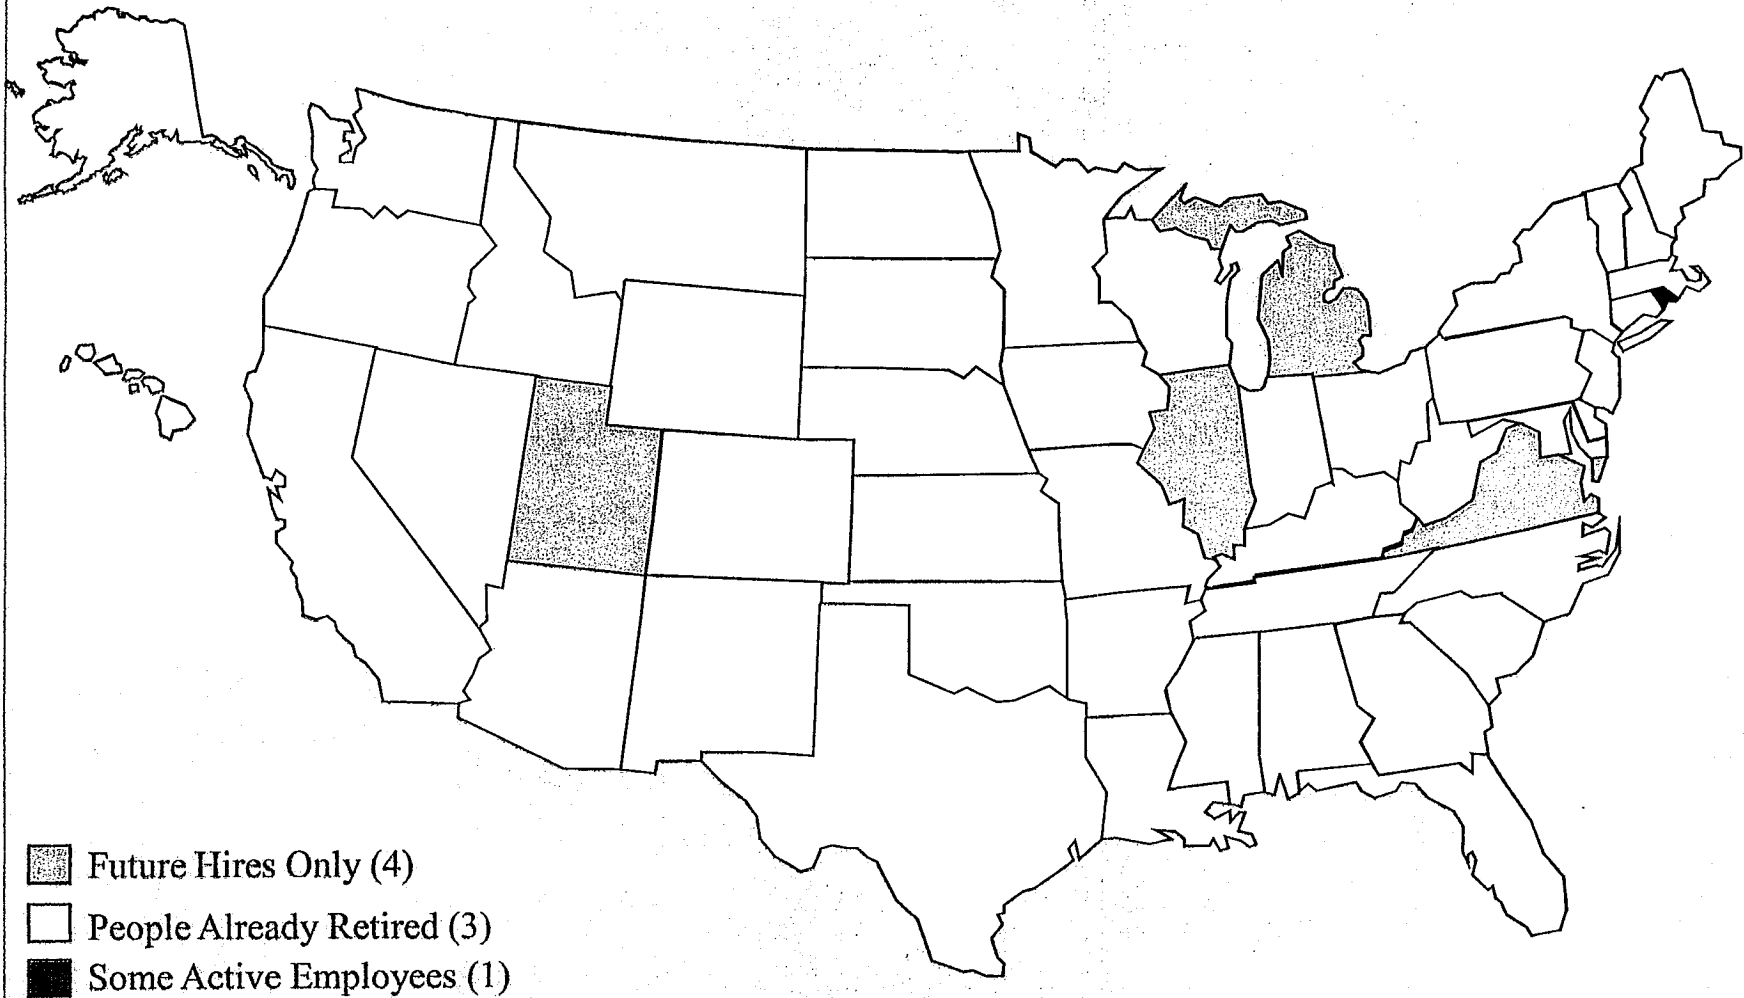 Future Hires Only (4)
People Already Retired (3)
Some Active Employees (1)